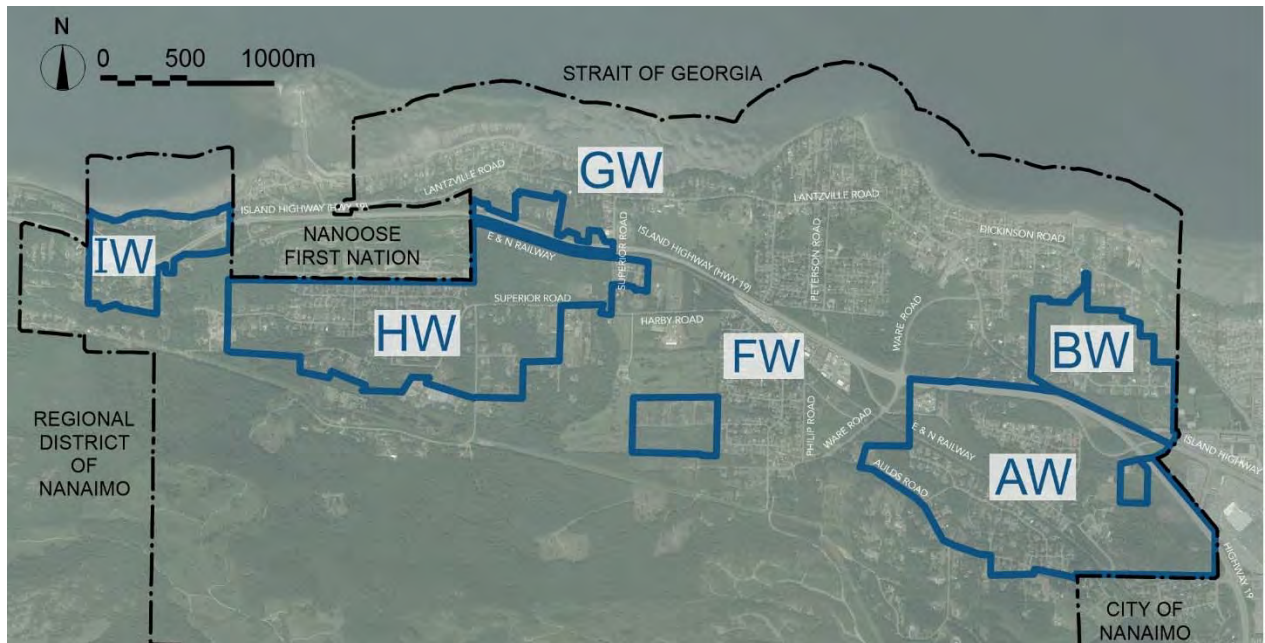 N
0 500 1000m
STRAIT OF GEORGIA
GW
LANTZVILLE ROAD
LANTZVILLE ROAD
ISLAND HIGHWAY (HWY 19)
DICKINSON ROAD
IW
NANOOSE
FIRST NATION
E & N RAILWAY
SUPERIOR ROAD
ISLAND HIGHWAY (HWY 19)
PETERSON ROAD
SUPERIOR ROAD
HARBY ROAD
WARE ROAD
HW
FW
BW
REGIONAL
DISTRICT
OF
NANAIMO
PHILIP ROAD
WARE ROAD
E & N RAILWAY
ISLAND HIGHWAY
AULDS ROAD
AW
HIGHWAY 19
CITY OF
NANAIMO